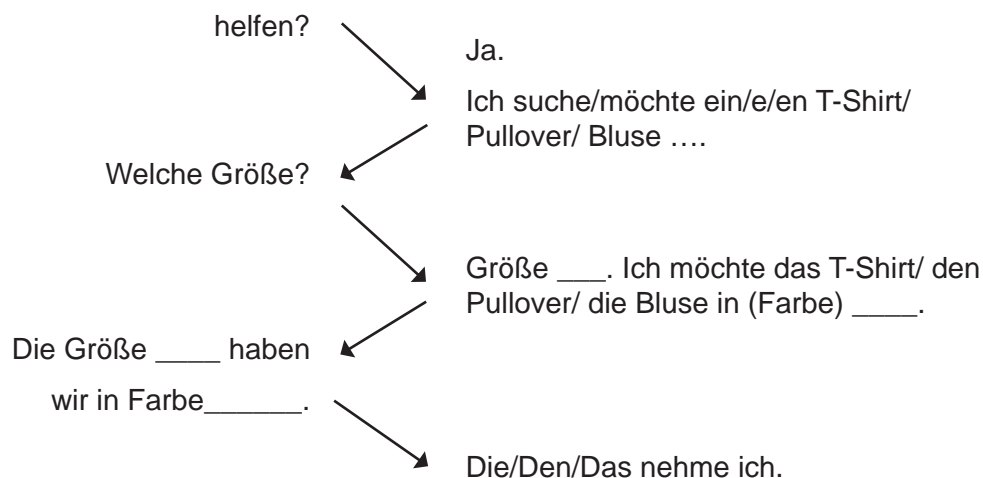 helfen?
Ja.
Ich suche/möchte ein/e/en T-Shirt/
Pullover/ Bluse ….
Welche Größe?
Größe ___. Ich möchte das T-Shirt/ den
Pullover/ die Bluse in (Farbe) ____.
Die Größe ____ haben
wir in Farbe______.
Die/Den/Das nehme ich.